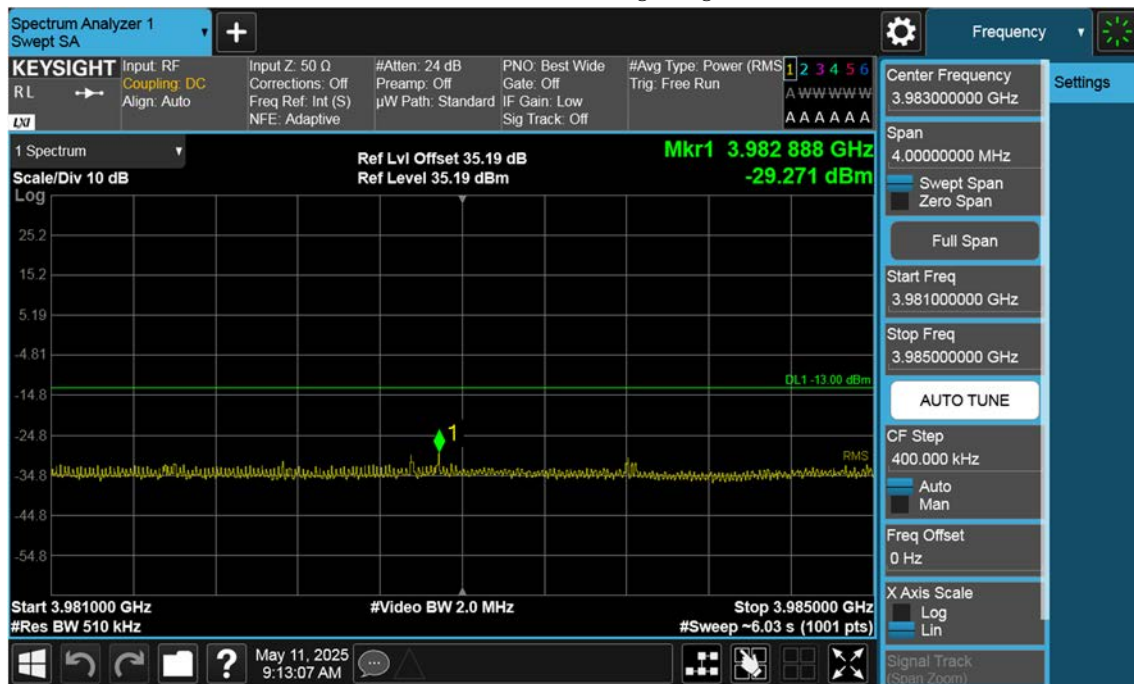 Spectrum Analyzer 1
Swept SA
+
Frequency
KEYSIGHT
RL
LXI
Input: RF
Coupling: DC
Align: Auto
Input Z: 50 Ω
Corrections: Off
Freq Ref: Int (S)
NFE: Adaptive
#Atten: 24 dB
Preamp: Off
µW Path: Standard
PNO: Best Wide
Gate: Off
IF Gain: Low
Sig Track: Off
#Avg Type: Power (RMS
Trig: Free Run
1 2 3 4 5 6
A W W W W W
A A A A A A
1 Spectrum
Scale/Div 10 dB
Ref Lvl Offset 35.19 dB
Ref Level 35.19 dBm
Mkr1 3.982 888 GHz
-29.271 dBm
Log
25.2
15.2
5.19
-4.81
-14.8
-24.8
-34.8
-44.8
-54.8
DL1 -13.00 dBm
1
RMS
Start 3.981000 GHz
#Res BW 510 kHz
#Video BW 2.0 MHz
Stop 3.985000 GHz
#Sweep ~6.03 s (1001 pts)
Center Frequency
3.983000000 GHz
Settings
Span
4.00000000 MHz
Swept Span
Zero Span
Full Span
Start Freq
3.981000000 GHz
Stop Freq
3.985000000 GHz
AUTO TUNE
CF Step
400.000 kHz
Auto
Man
Freq Offset
0 Hz
X Axis Scale
Log
Lin
Signal Track
(Span Zoom)
?
May 11, 2025
9:13:07 AM